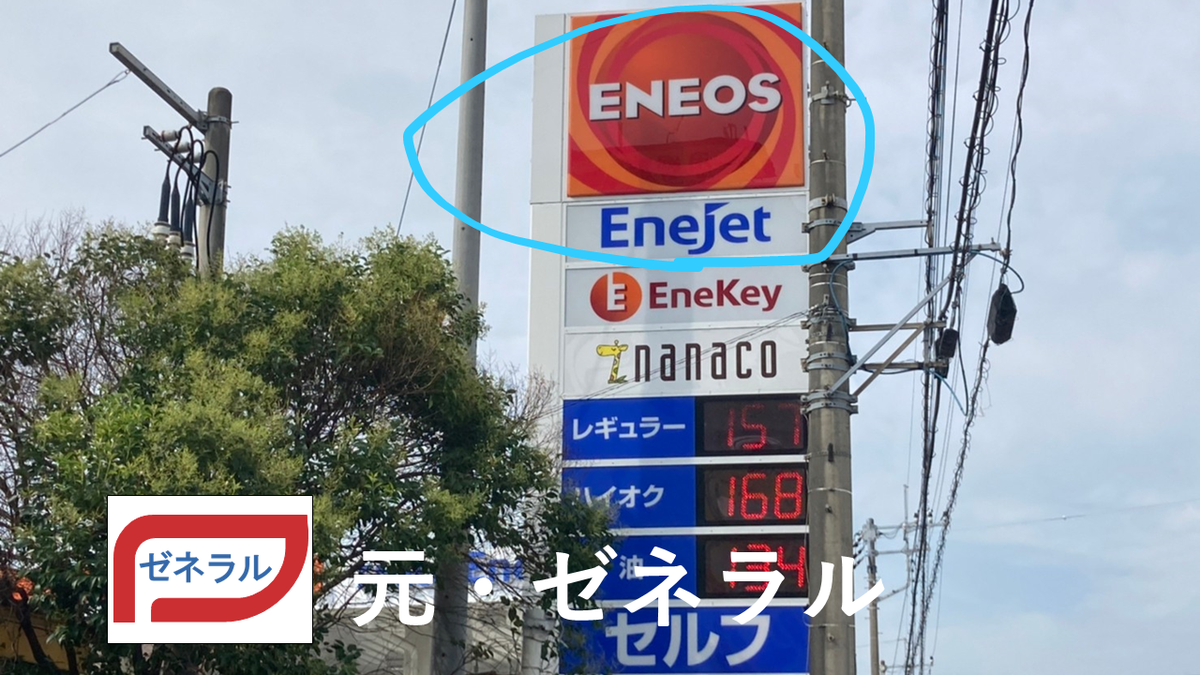 ENEOS
EneJet
E EneKey
nanaco
レギュラー 157
ハイオク 168
油 134
セルフ
ゼネラル
元・ゼネラル